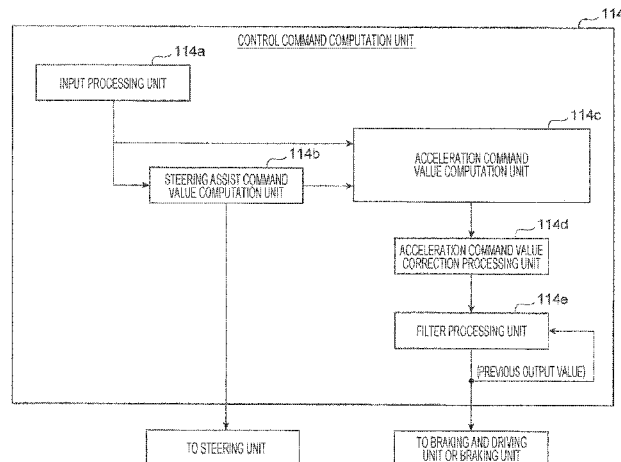 114
CONTROL COMMAND COMPUTATION UNIT
114a
INPUT PROCESSING UNIT
114c
ACCELERATION COMMAND
VALUE COMPUTATION UNIT
114b
STEERING ASSIST COMMAND
VALUE COMPUTATION UNIT
114d
ACCELERATION COMMAND VALUE
CORRECTION PROCESSING UNIT
114e
FILTER PROCESSING UNIT
(PREVIOUS OUTPUT VALUE)
TO STEERING UNIT
TO BRAKING AND DRIVING
UNIT OR BRAKING UNIT